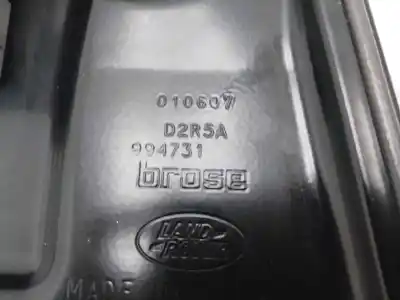 010607
D2R5A
994731
brose
LAND
ROVER
MADE